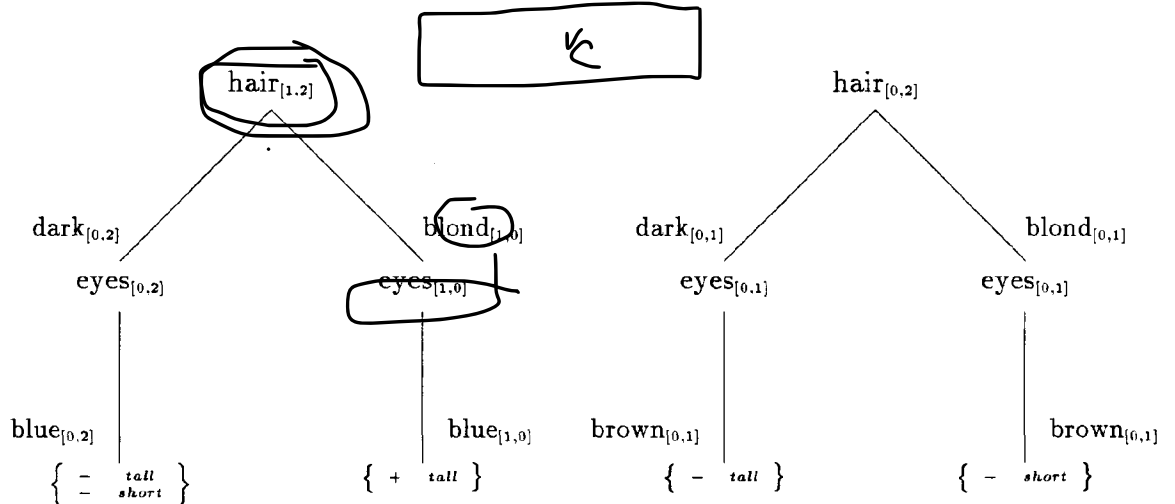 hair[1,2] hair[0,2]
dark[0,2] blond[1,0] dark[0,1] blond[0,1]
eyes[0,2] eyes[1,0] eyes[0,1] eyes[0,1]
blue[0,2] blue[1,0] brown[0,1] brown[0,1]
{ − tall } { + tall } { − tall } { − short }
− short